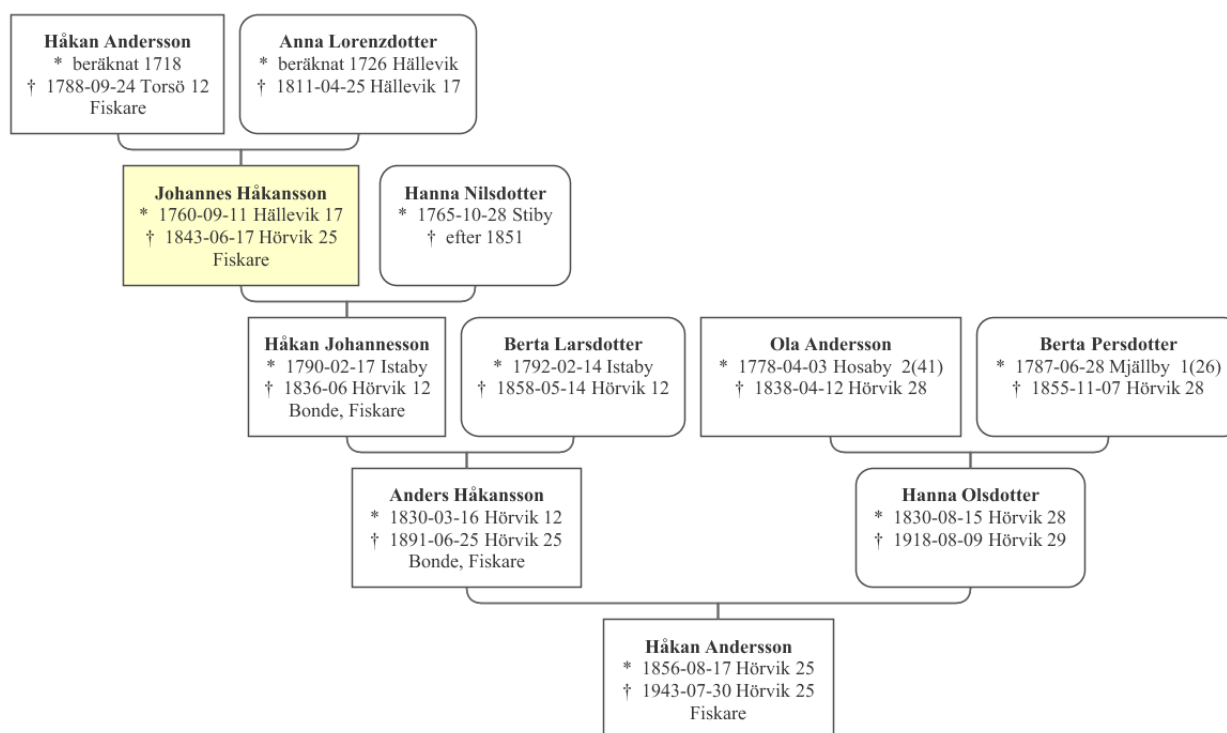 Håkan Andersson
* beräknat 1718
† 1788-09-24 Torsö 12
Fiskare
Anna Lorenzdotter
* beräknat 1726 Hällevik
† 1811-04-25 Hällevik 17
Johannes Håkansson
* 1760-09-11 Hällevik 17
† 1843-06-17 Hörvik 25
Fiskare
Hanna Nilsdotter
* 1765-10-28 Stiby
† efter 1851
Håkan Johannesson
* 1790-02-17 Istaby
† 1836-06 Hörvik 12
Bonde, Fiskare
Berta Larsdotter
* 1792-02-14 Istaby
† 1858-05-14 Hörvik 12
Ola Andersson
* 1778-04-03 Hosaby 2(41)
† 1838-04-12 Hörvik 28
Berta Persdotter
* 1787-06-28 Mjällby 1(26)
† 1855-11-07 Hörvik 28
Anders Håkansson
* 1830-03-16 Hörvik 12
† 1891-06-25 Hörvik 25
Bonde, Fiskare
Hanna Olsdotter
* 1830-08-15 Hörvik 28
† 1918-08-09 Hörvik 29
Håkan Andersson
* 1856-08-17 Hörvik 25
† 1943-07-30 Hörvik 25
Fiskare